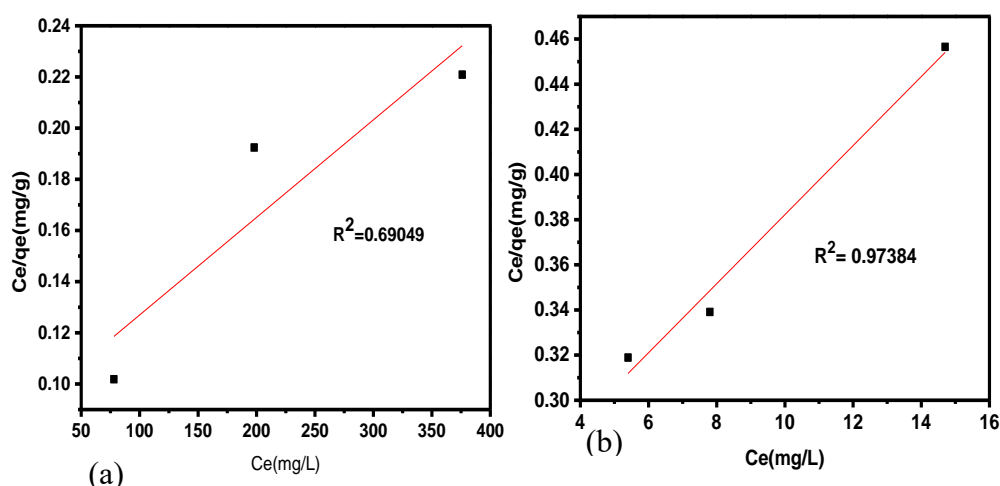 0.24
0.22
0.20
0.18
0.16
0.14
0.12
0.10
Ce/qe(mg/g)
R²=0.69049
50 100 150 200 250 300 350 400
Ce(mg/L)
(a)
0.46
0.44
0.42
0.40
0.38
0.36
0.34
0.32
0.30
Ce/qe(mg/g)
R²= 0.97384
4 6 8 10 12 14 16
Ce(mg/L)
(b)